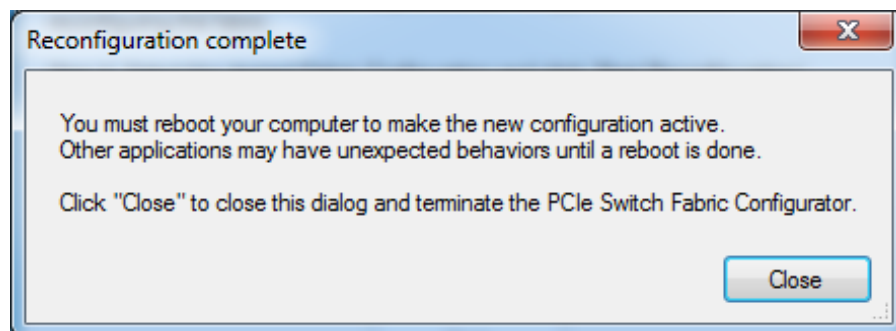 Reconfiguration complete
You must reboot your computer to make the new configuration active.
Other applications may have unexpected behaviors until a reboot is done.
Click "Close" to close this dialog and terminate the PCIe Switch Fabric Configurator.
Close